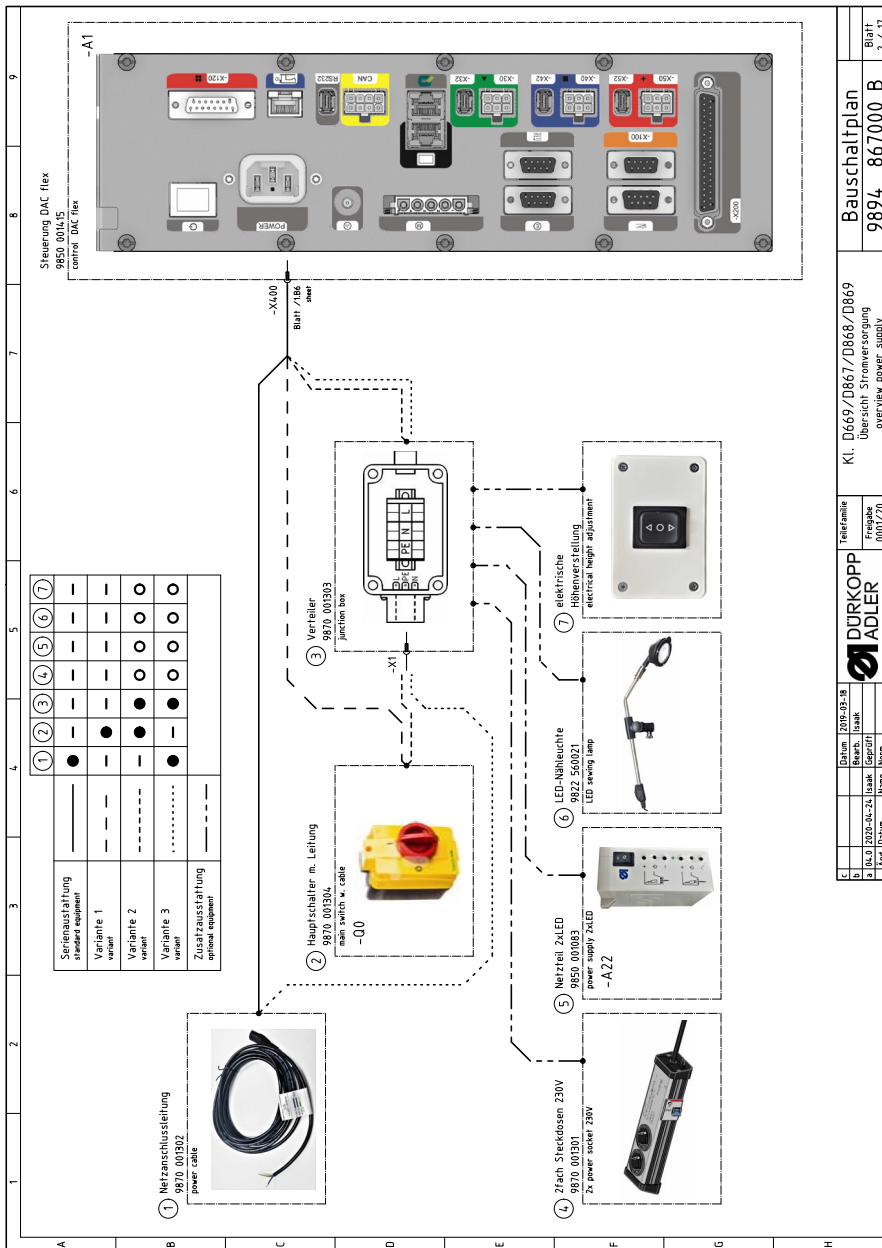 1 2 3 4 5 6 7 8 9
A
B
C
D
E
F
G
H
1 2 3 4 5 6 7
Serienaustattung
standard equipment
Variante 1
variant
Variante 2
variant
Variante 3
variant
Zusatzausstattung
optional equipment
Steuerung DAC flex
9850 001415
control DAC flex
-A1
-X120
RS232
CAN
-X32
-X30
-X42
-X40
-X52
-X50
POWER
-X100
-X200
-X400
Blatt /1.B6
sheet
1 Netzanschlussleitung
9870 001302
power cable
2 Hauptschalter m. Leitung
9870 001304
main switch w. cable
-Q0
3 Verteiler
9870 001303
junction box
-X1
L
PE
N
PE N L
4 2fach Steckdosen 230V
9870 001301
2x power socket 230V
5 Netzteil 2xLED
9850 001083
power supply 2xLED
-A22
6 LED-Nähleuchte
9822 560021
LED sewing lamp
7 elektrische
Höhenverstellung
electrical height adjustment
c
b
a 04.0 2020-04-24 Isaak
Datum 2019-03-18
Bearb. Isaak
Geprüft
DÜRKOPP
ADLER
Teilefamilie
Freigabe
Kl. D669/D867/D868/D869
Übersicht Stromversorgung
overview power supply
Bauschaltplan
9894 867000 B
Blatt